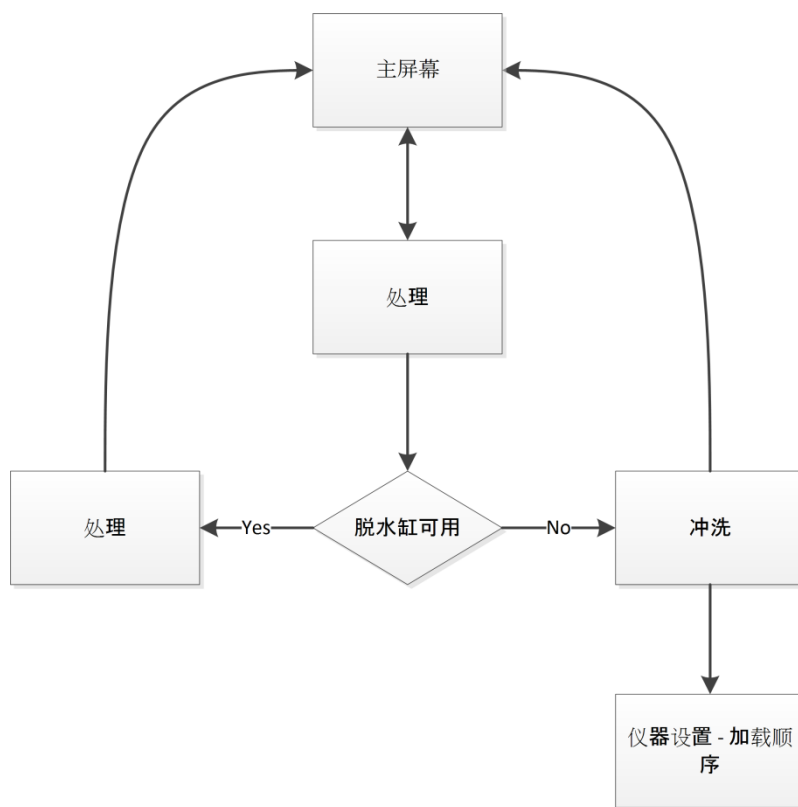 主屏幕
处理
处理
Yes
脱水缸可用
No
冲洗
仪器设置 - 加载顺
序